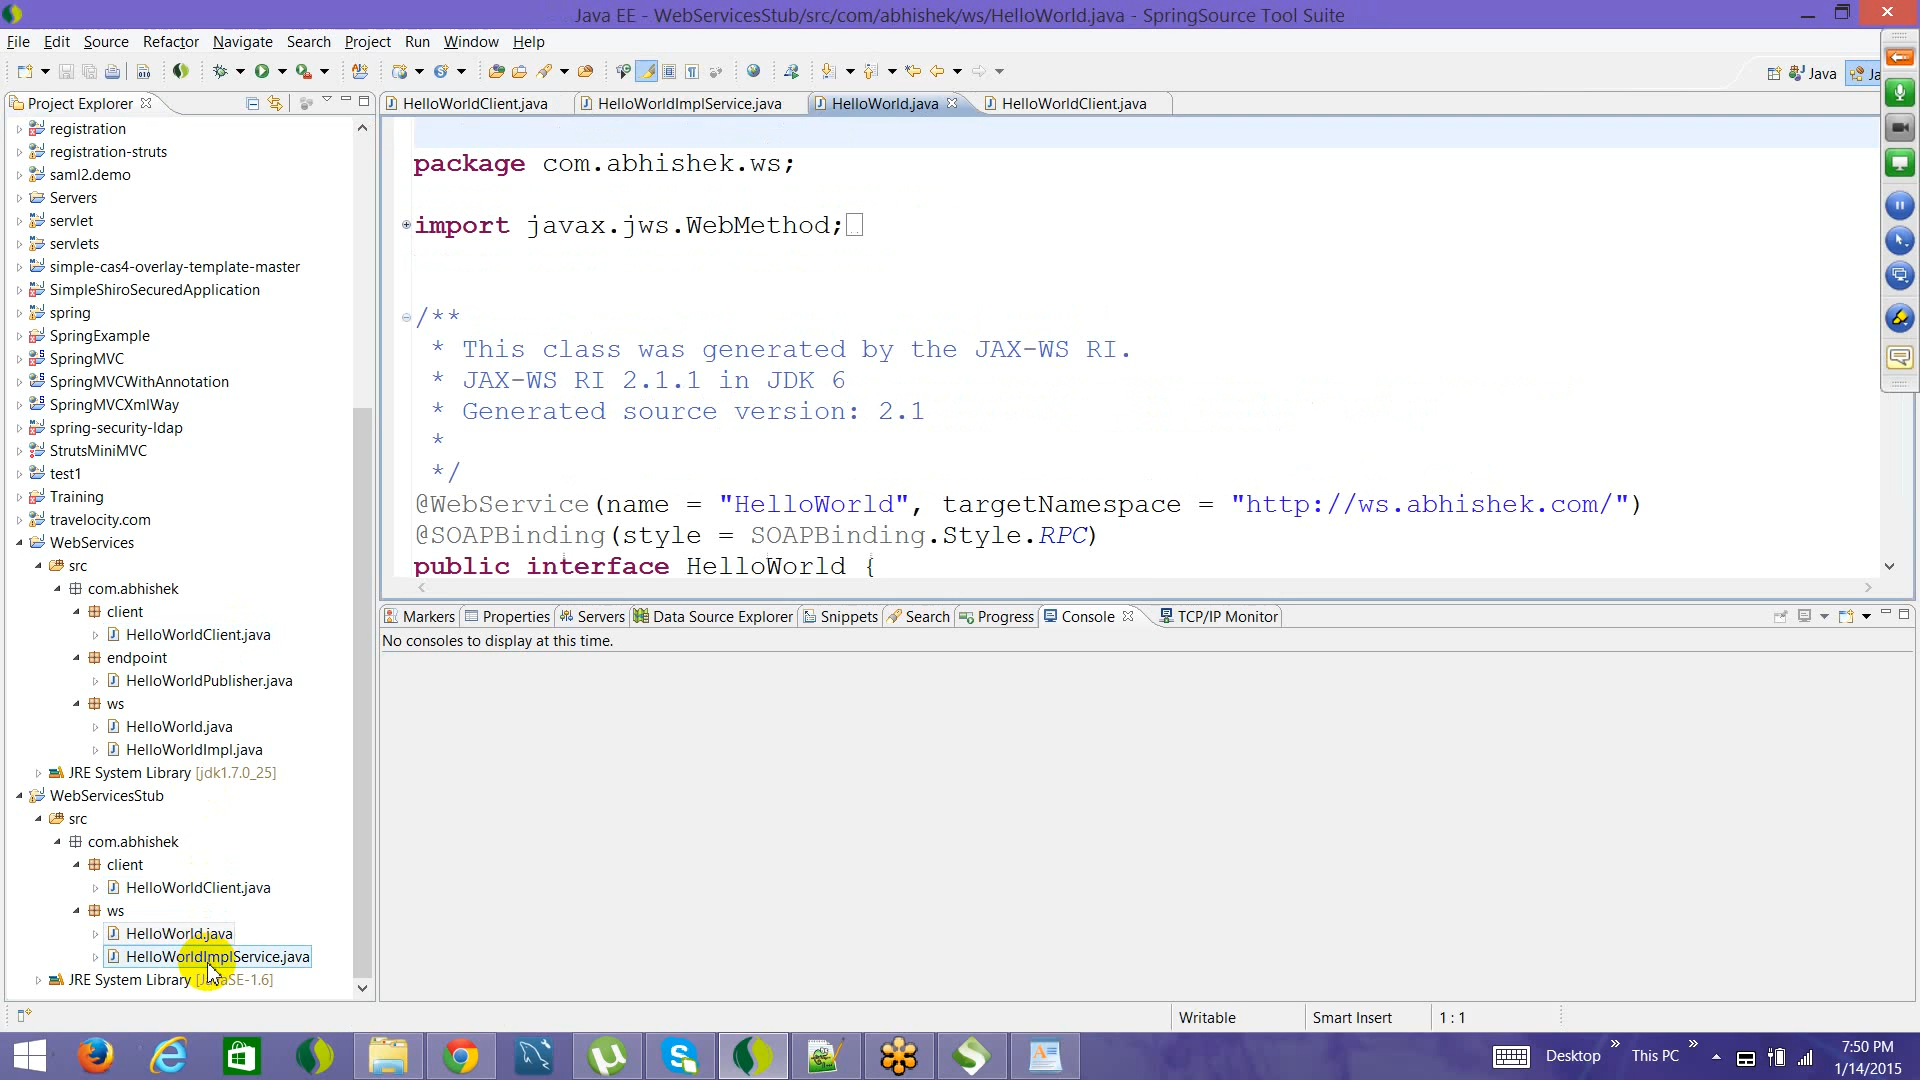 Java EE - WebServicesStub/src/com/abhishek/ws/HelloWorld.java - SpringSource Tool Suite
File Edit Source Refactor Navigate Search Project Run Window Help
Java
Ja
Project Explorer
HelloWorldClient.java
HelloWorldImplService.java
HelloWorld.java
HelloWorldClient.java
registration
registration-struts
saml2.demo
Servers
servlet
servlets
simple-cas4-overlay-template-master
SimpleShiroSecuredApplication
spring
SpringExample
SpringMVC
SpringMVCWithAnnotation
SpringMVCXmlWay
spring-security-ldap
StrutsMiniMVC
test1
Training
travelocity.com
WebServices
src
com.abhishek
client
HelloWorldClient.java
endpoint
HelloWorldPublisher.java
ws
HelloWorld.java
HelloWorldImpl.java
JRE System Library [jdk1.7.0_25]
WebServicesStub
src
com.abhishek
client
HelloWorldClient.java
ws
HelloWorld.java
HelloWorldImplService.java
JRE System Library [JavaSE-1.6]
package com.abhishek.ws;
import javax.jws.WebMethod;
/**
* This class was generated by the JAX-WS RI.
* JAX-WS RI 2.1.1 in JDK 6
* Generated source version: 2.1
*
*/
@WebService(name = "HelloWorld", targetNamespace = "http://ws.abhishek.com/")
@SOAPBinding(style = SOAPBinding.Style.RPC)
public interface HelloWorld {
Markers Properties Servers Data Source Explorer Snippets Search Progress Console TCP/IP Monitor
No consoles to display at this time.
Writable
Smart Insert
1 : 1
Desktop
This PC
7:50 PM
1/14/2015